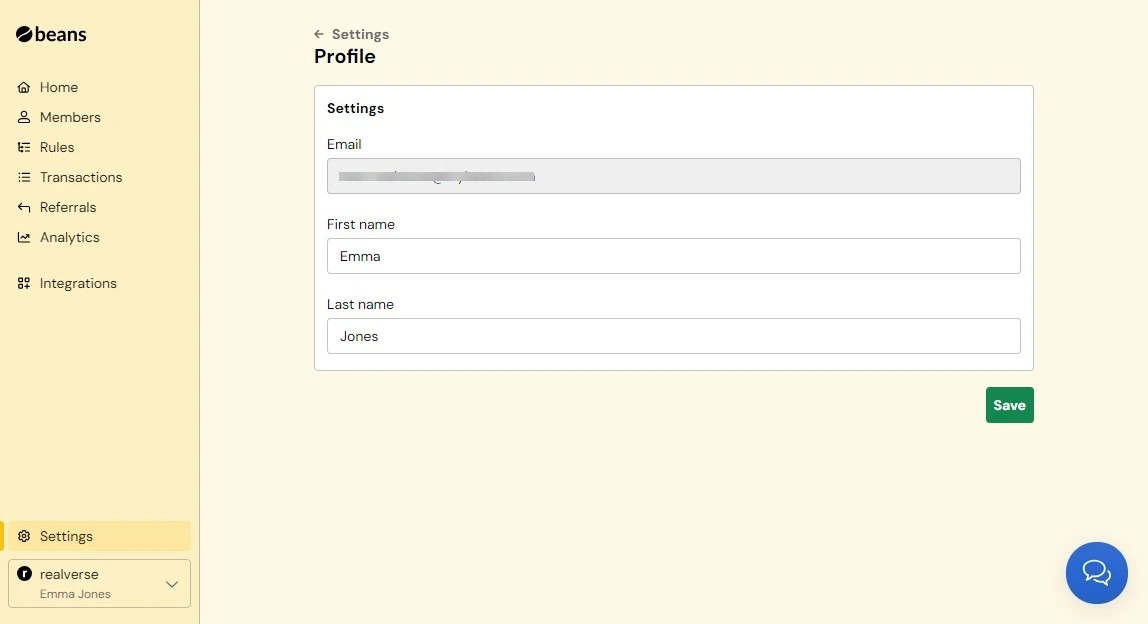 beans
Home
Members
Rules
Transactions
Referrals
Analytics
Integrations
Settings
r
realverse
Emma Jones
← Settings
Profile
Settings
Email
First name
Emma
Last name
Jones
Save